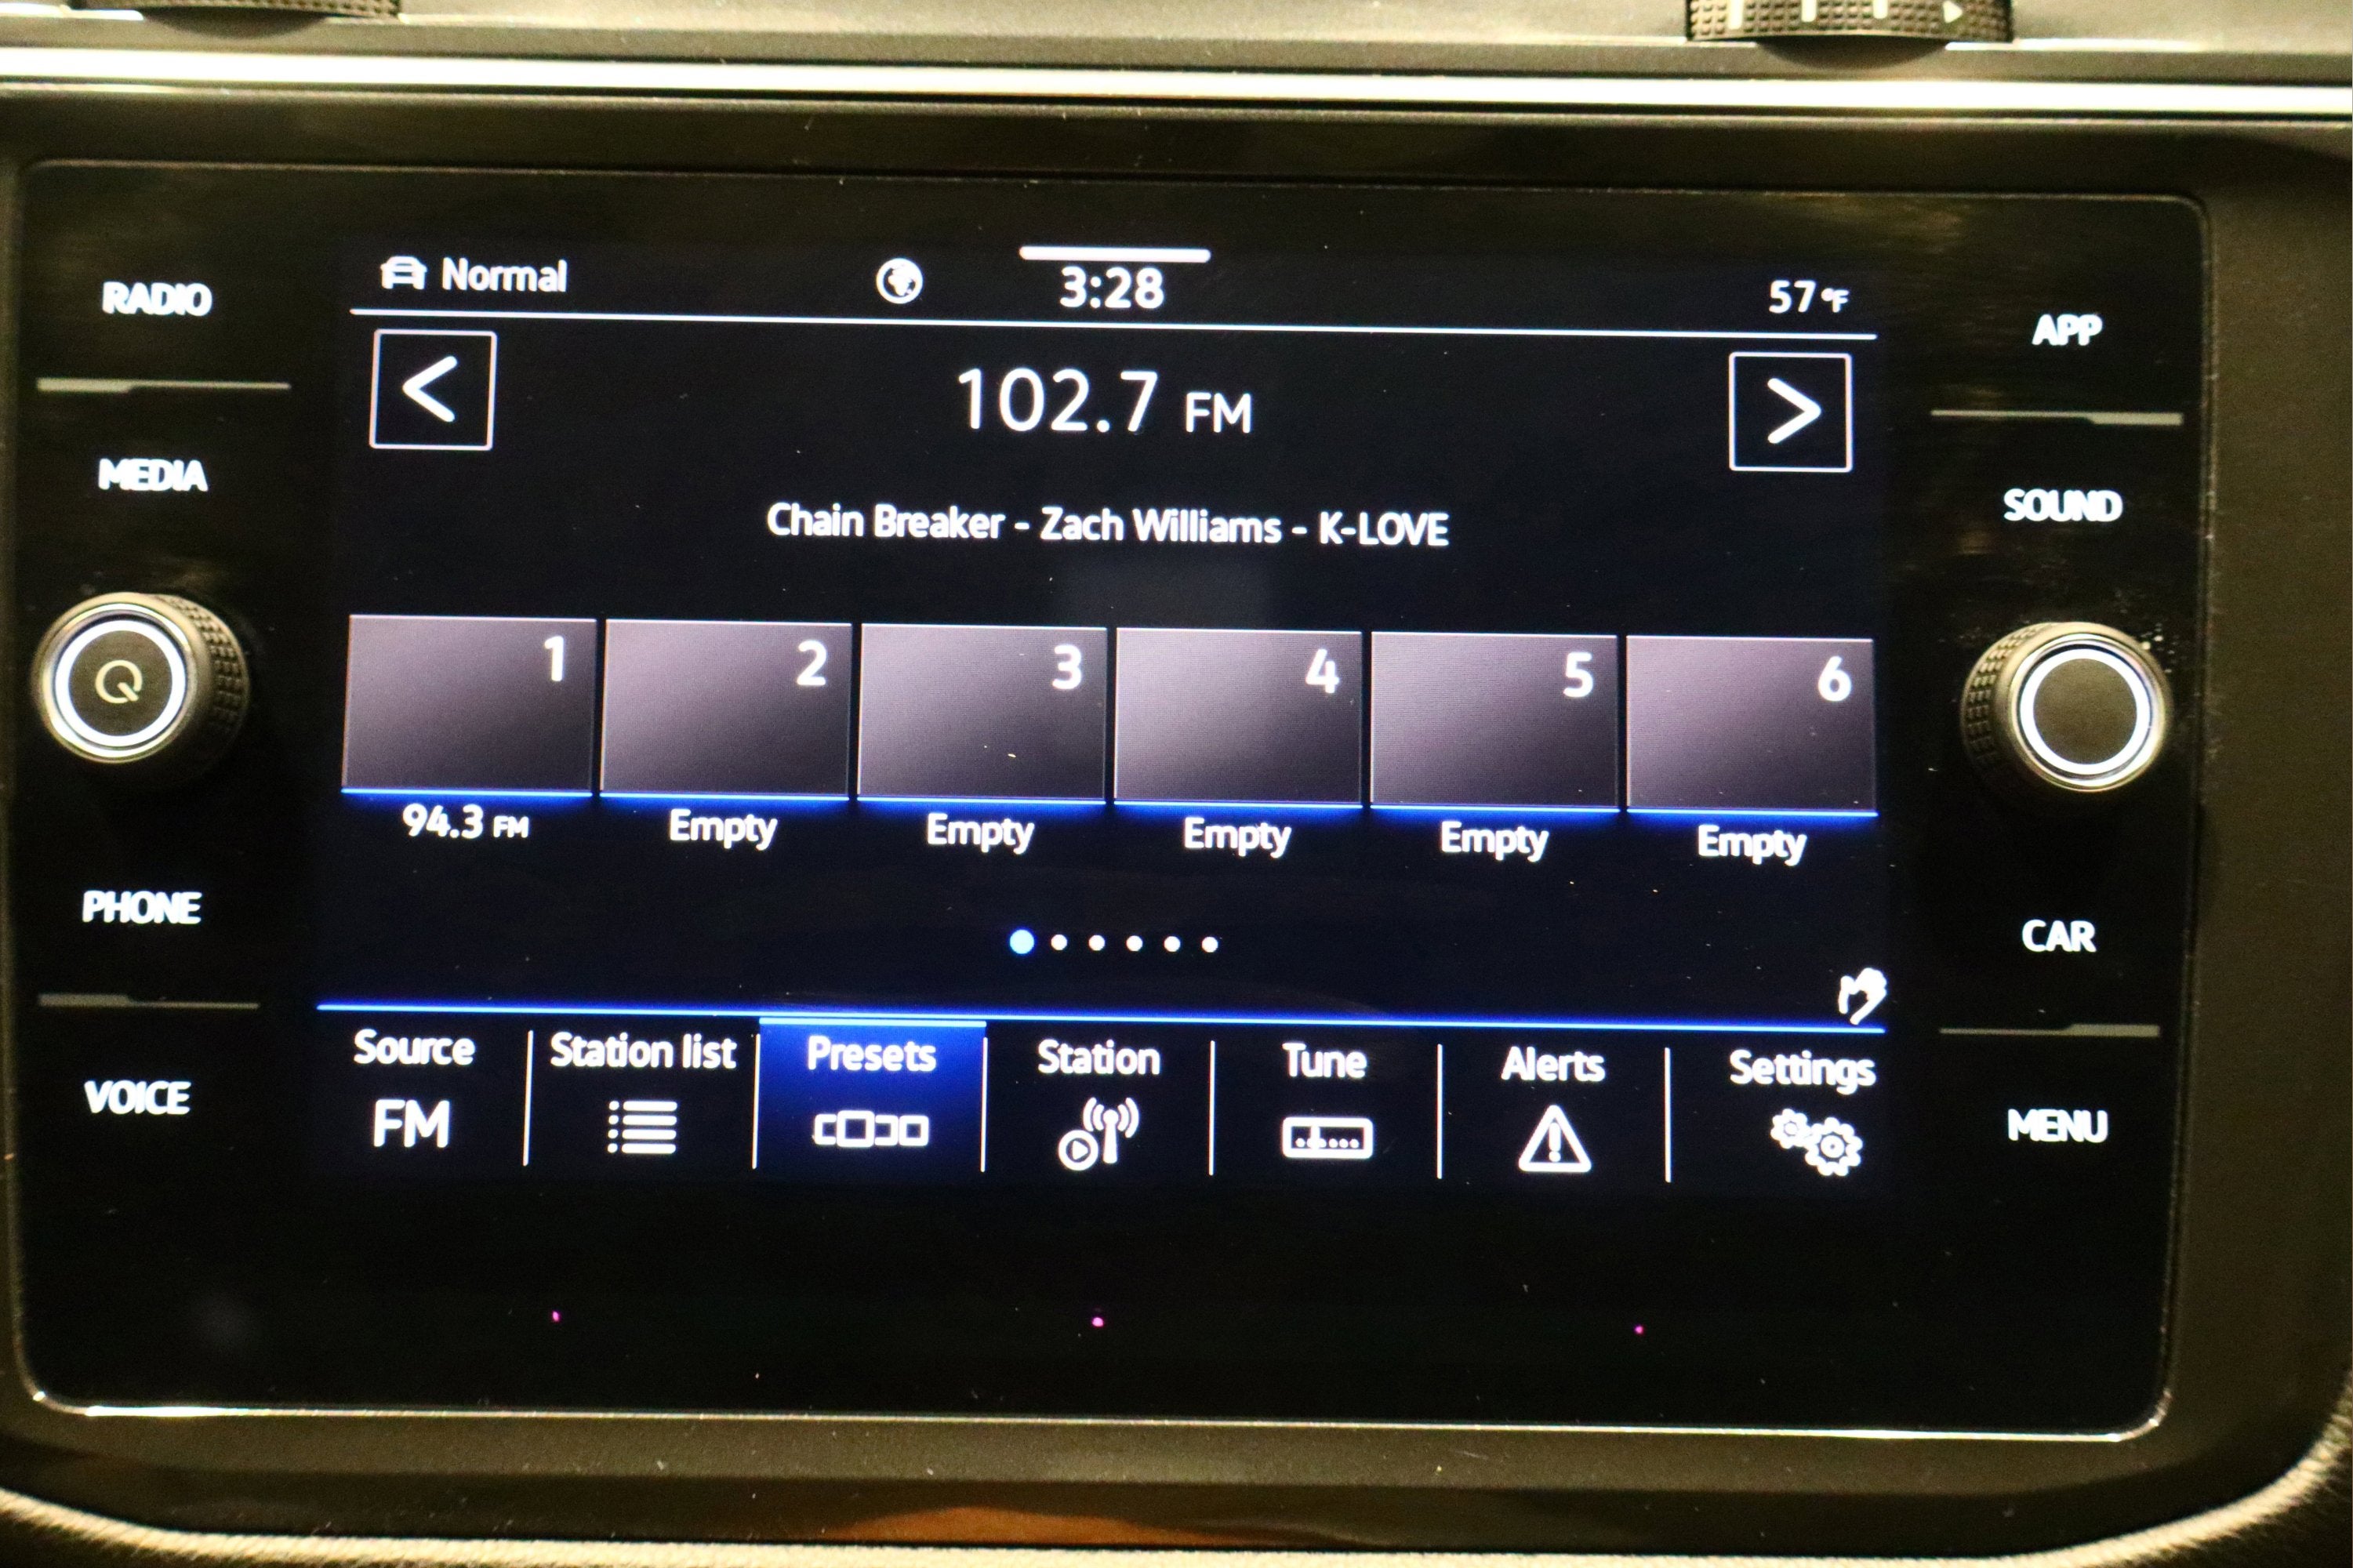 Normal
3:28
57°F
RADIO
MEDIA
PHONE
VOICE
102.7 FM
Chain Breaker - Zach Williams - K-LOVE
1 2 3 4 5 6
94.3 FM Empty Empty Empty Empty Empty
Source Station list Presets Station Tune Alerts Settings
FM
APP
SOUND
CAR
MENU